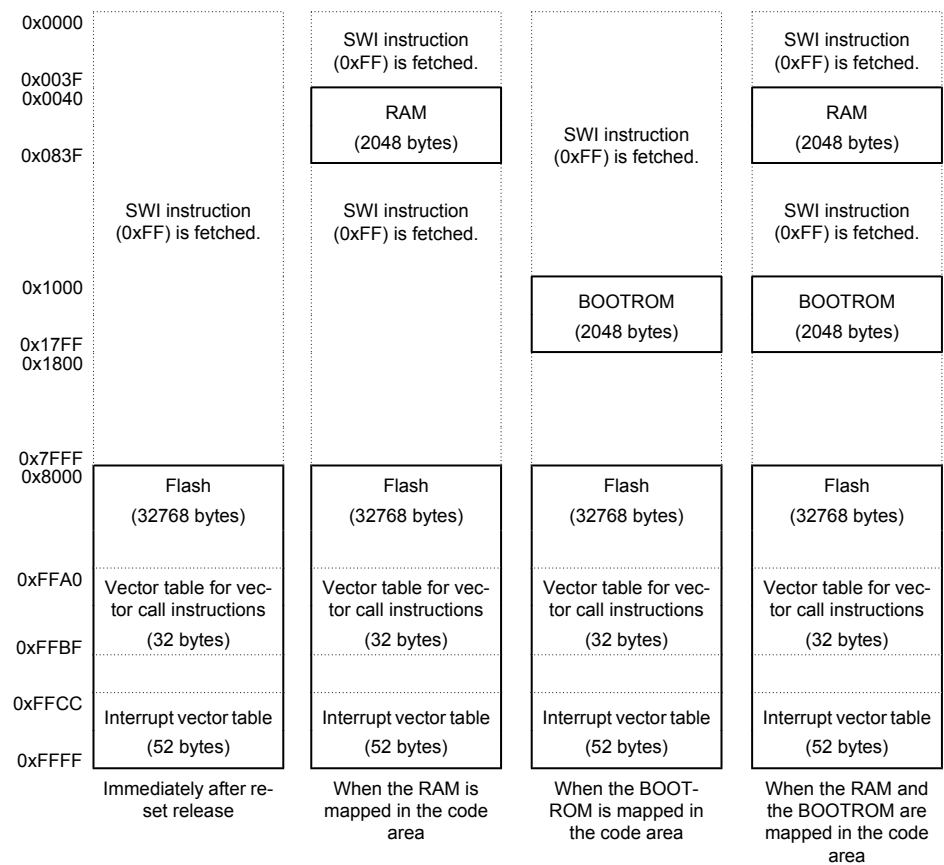 0x0000
0x003F
0x0040
0x083F
0x1000
0x17FF
0x1800
0x7FFF
0x8000
0xFFA0
0xFFBF
0xFFCC
0xFFFF
SWI instruction
(0xFF) is fetched.
Flash
(32768 bytes)
Vector table for vec-
tor call instructions
(32 bytes)
Interrupt vector table
(52 bytes)
Immediately after re-
set release
SWI instruction
(0xFF) is fetched.
RAM
(2048 bytes)
SWI instruction
(0xFF) is fetched.
Flash
(32768 bytes)
Vector table for vec-
tor call instructions
(32 bytes)
Interrupt vector table
(52 bytes)
When the RAM is
mapped in the code
area
SWI instruction
(0xFF) is fetched.
BOOTROM
(2048 bytes)
Flash
(32768 bytes)
Vector table for vec-
tor call instructions
(32 bytes)
Interrupt vector table
(52 bytes)
When the BOOT-
ROM is mapped in
the code area
SWI instruction
(0xFF) is fetched.
RAM
(2048 bytes)
SWI instruction
(0xFF) is fetched.
BOOTROM
(2048 bytes)
Flash
(32768 bytes)
Vector table for vec-
tor call instructions
(32 bytes)
Interrupt vector table
(52 bytes)
When the RAM and
the BOOTROM are
mapped in the code
area